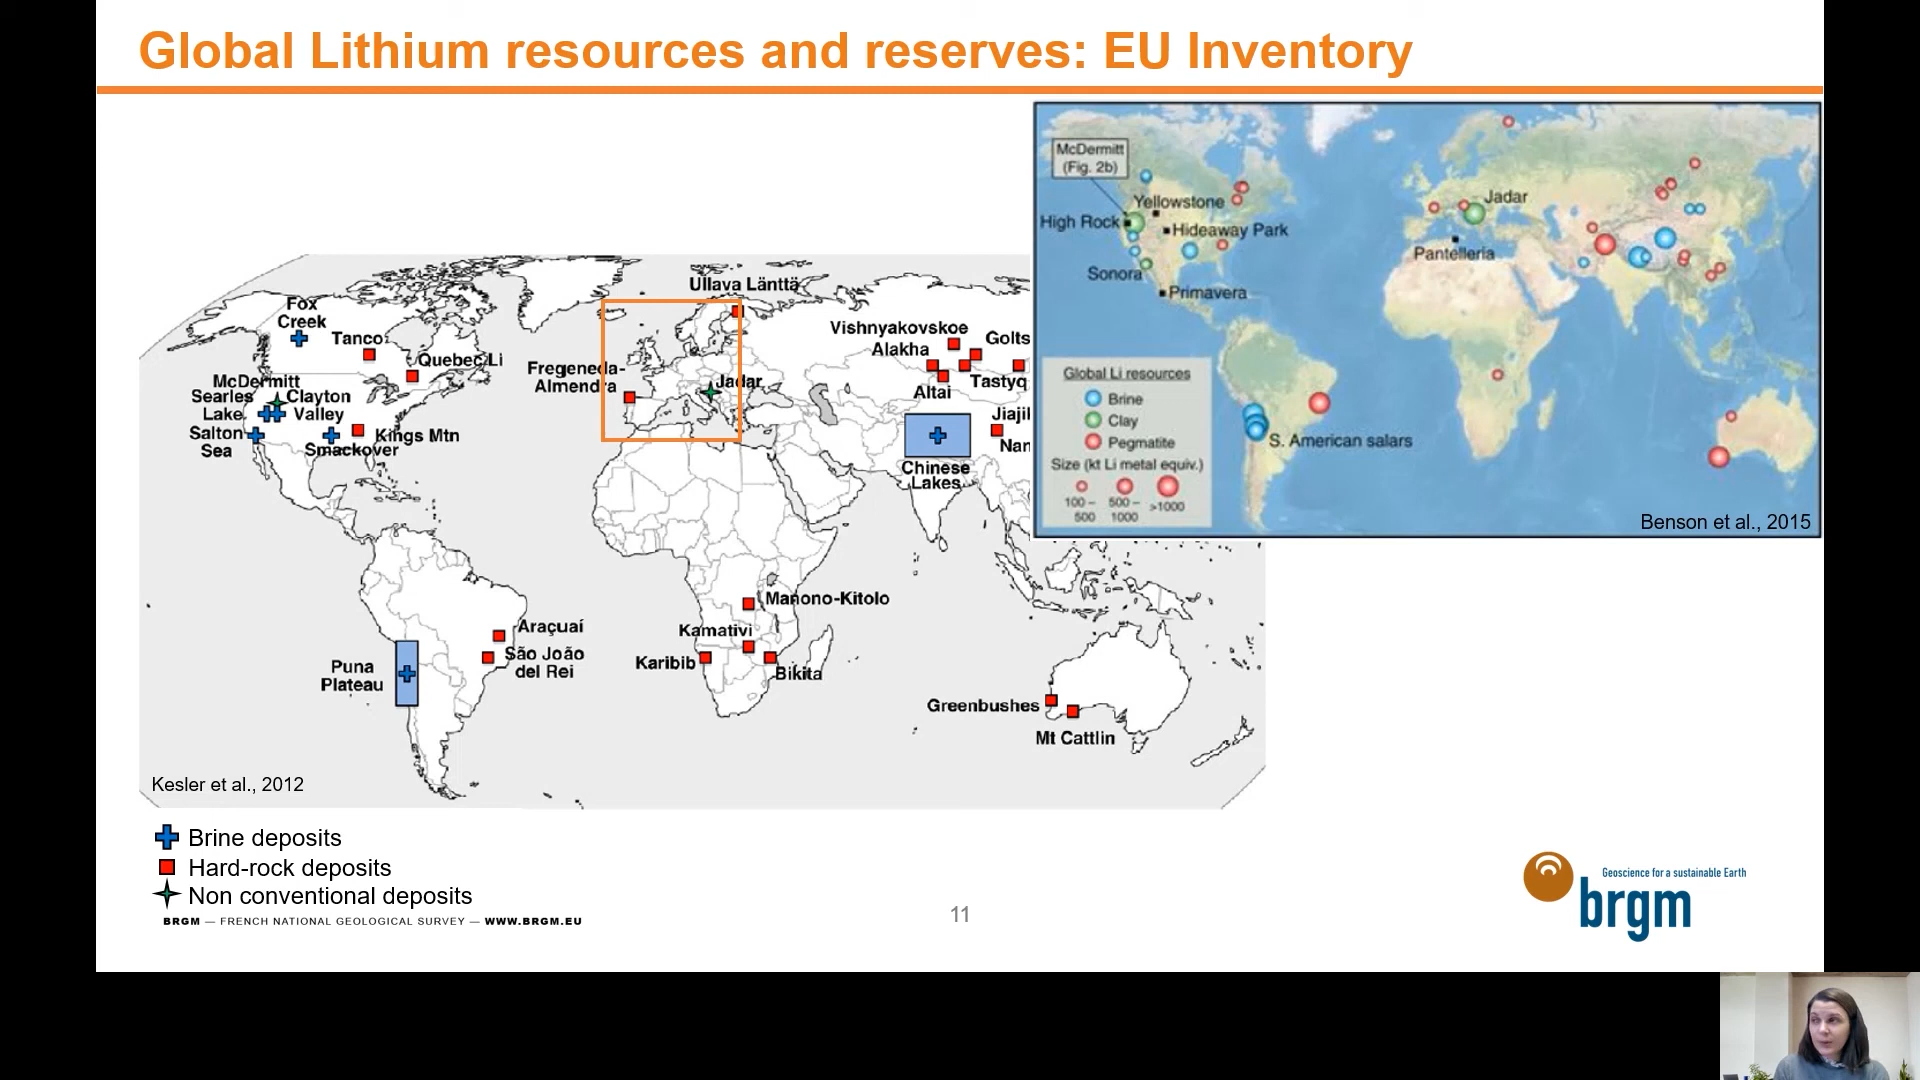 Global Lithium resources and reserves: EU Inventory
McDermitt
(Fig. 2b)
Yellowstone
High Rock
Hideaway Park
Sonora
Primavera
Jadar
Pantelleria
S. American salars
Global Li resources
Brine
Clay
Pegmatite
Size (kt Li metal equiv.)
100 –
500
500 –
1000
>1000
Benson et al., 2015
Ullava Länttä
Fox
Creek
Tanco
Quebec Li
McDermitt
Searles
Lake
Clayton
Valley
Salton
Sea
Smackover
Kings Mtn
Fregeneda-
Almendra
Jadar
Vishnyakovskoe
Alakha
Golts
Altai
Tastyq
Jiajil
Nan
Chinese
Lakes
Manono-Kitolo
Kamativi
Karibib
Bikita
Araçuaí
São João
del Rei
Puna
Plateau
Greenbushes
Mt Cattlin
Kesler et al., 2012
Brine deposits
Hard-rock deposits
Non conventional deposits
BRGM — FRENCH NATIONAL GEOLOGICAL SURVEY — WWW.BRGM.EU
11
Geoscience for a sustainable Earth
brgm